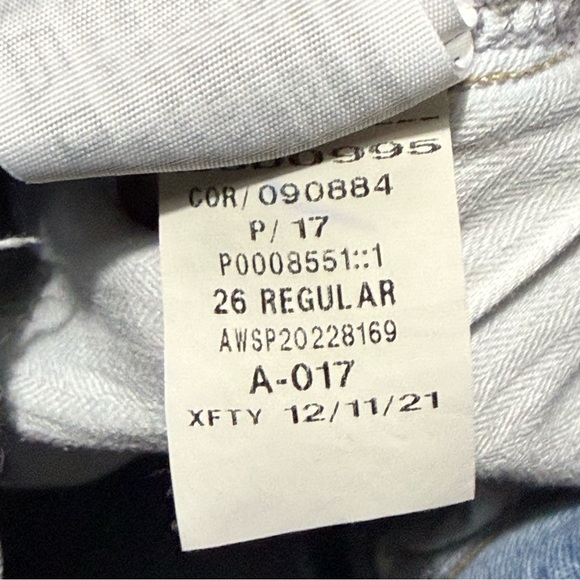 COR/090884
P/ 17
P0008551::1
26 REGULAR
AWSP20228169
A-017
XFTY 12/11/21